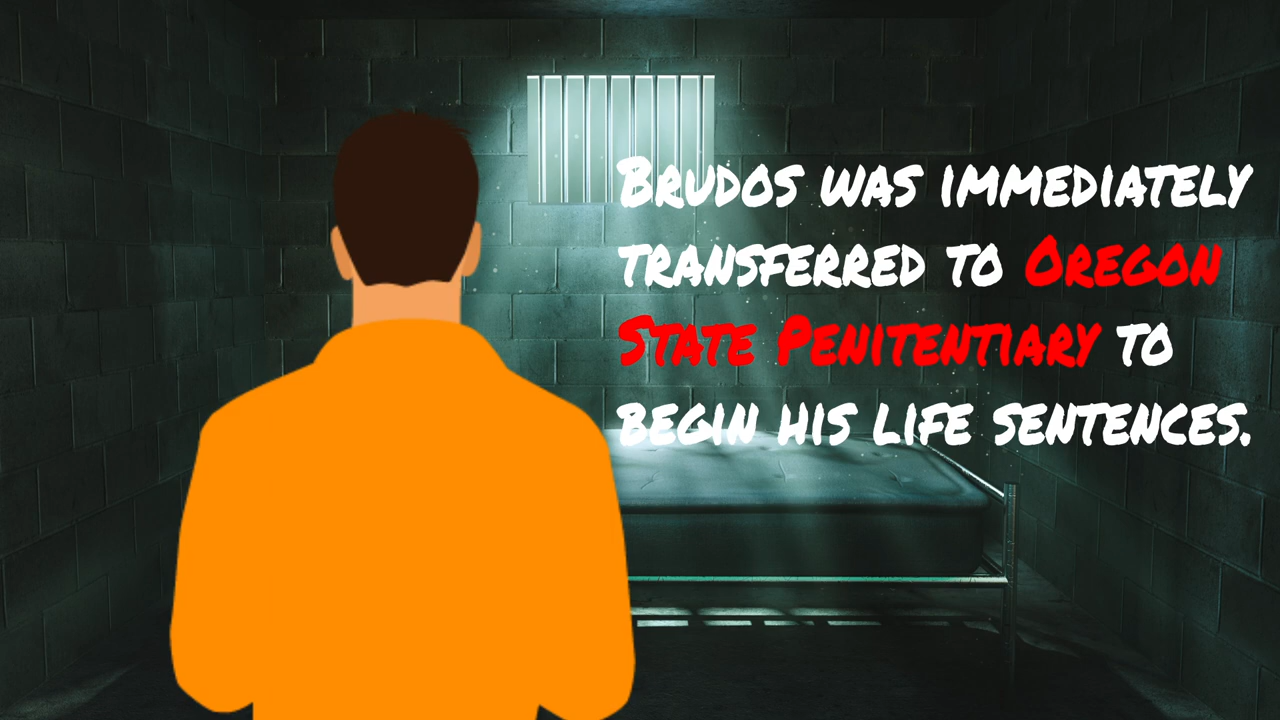 Brudos was immediately
transferred to Oregon
State Penitentiary to
begin his life sentences.